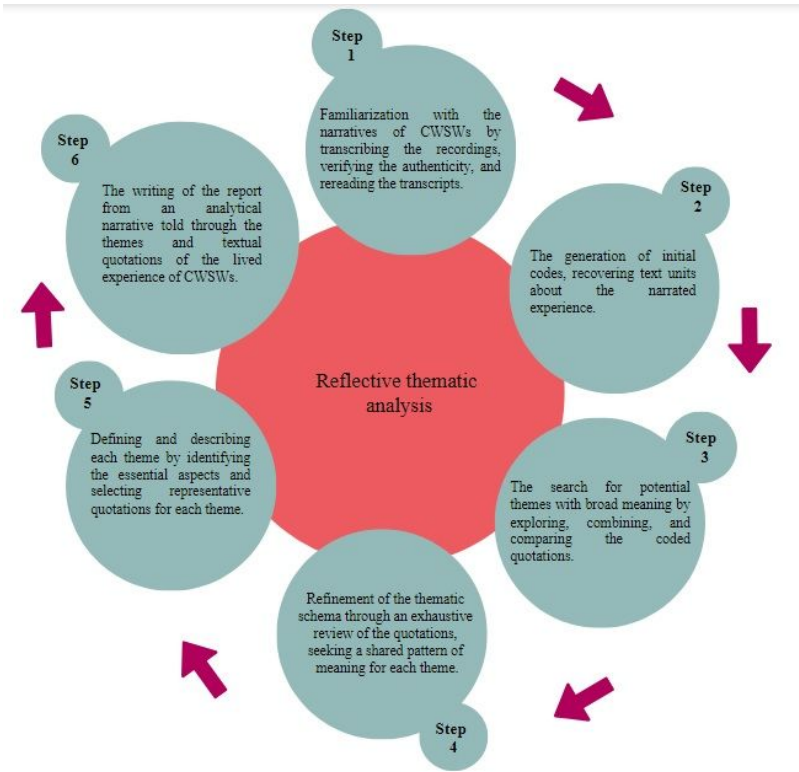 Step
1
Familiarization with the
narratives of CWSWs by
transcribing the recordings,
verifying the authenticity, and
rereading the transcripts.
Step
2
The generation of initial
codes, recovering text units
about the narrated
experience.
Step
3
The search for potential
themes with broad meaning by
exploring, combining, and
comparing the coded
quotations.
Step
4
Refinement of the thematic
schema through an exhaustive
review of the quotations,
seeking a shared pattern of
meaning for each theme.
Step
5
Defining and describing
each theme by identifying
the essential aspects and
selecting representative
quotations for each theme.
Step
6
The writing of the report
from an analytical
narrative told through the
themes and textual
quotations of the lived
experience of CWSWs.
Reflective thematic
analysis